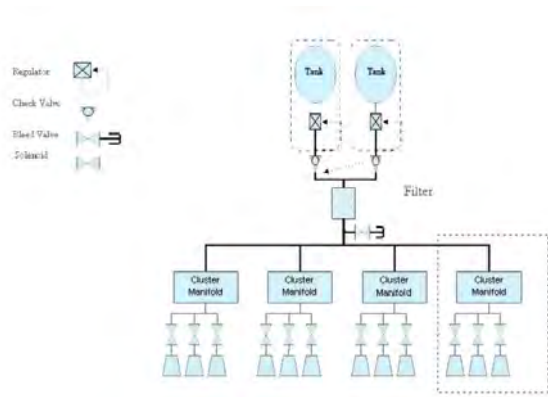 Regulator
Check Valve
Bleed Valve
Solenoid
Tank
Tank
Filter
Cluster
Manifold
Cluster
Manifold
Cluster
Manifold
Cluster
Manifold